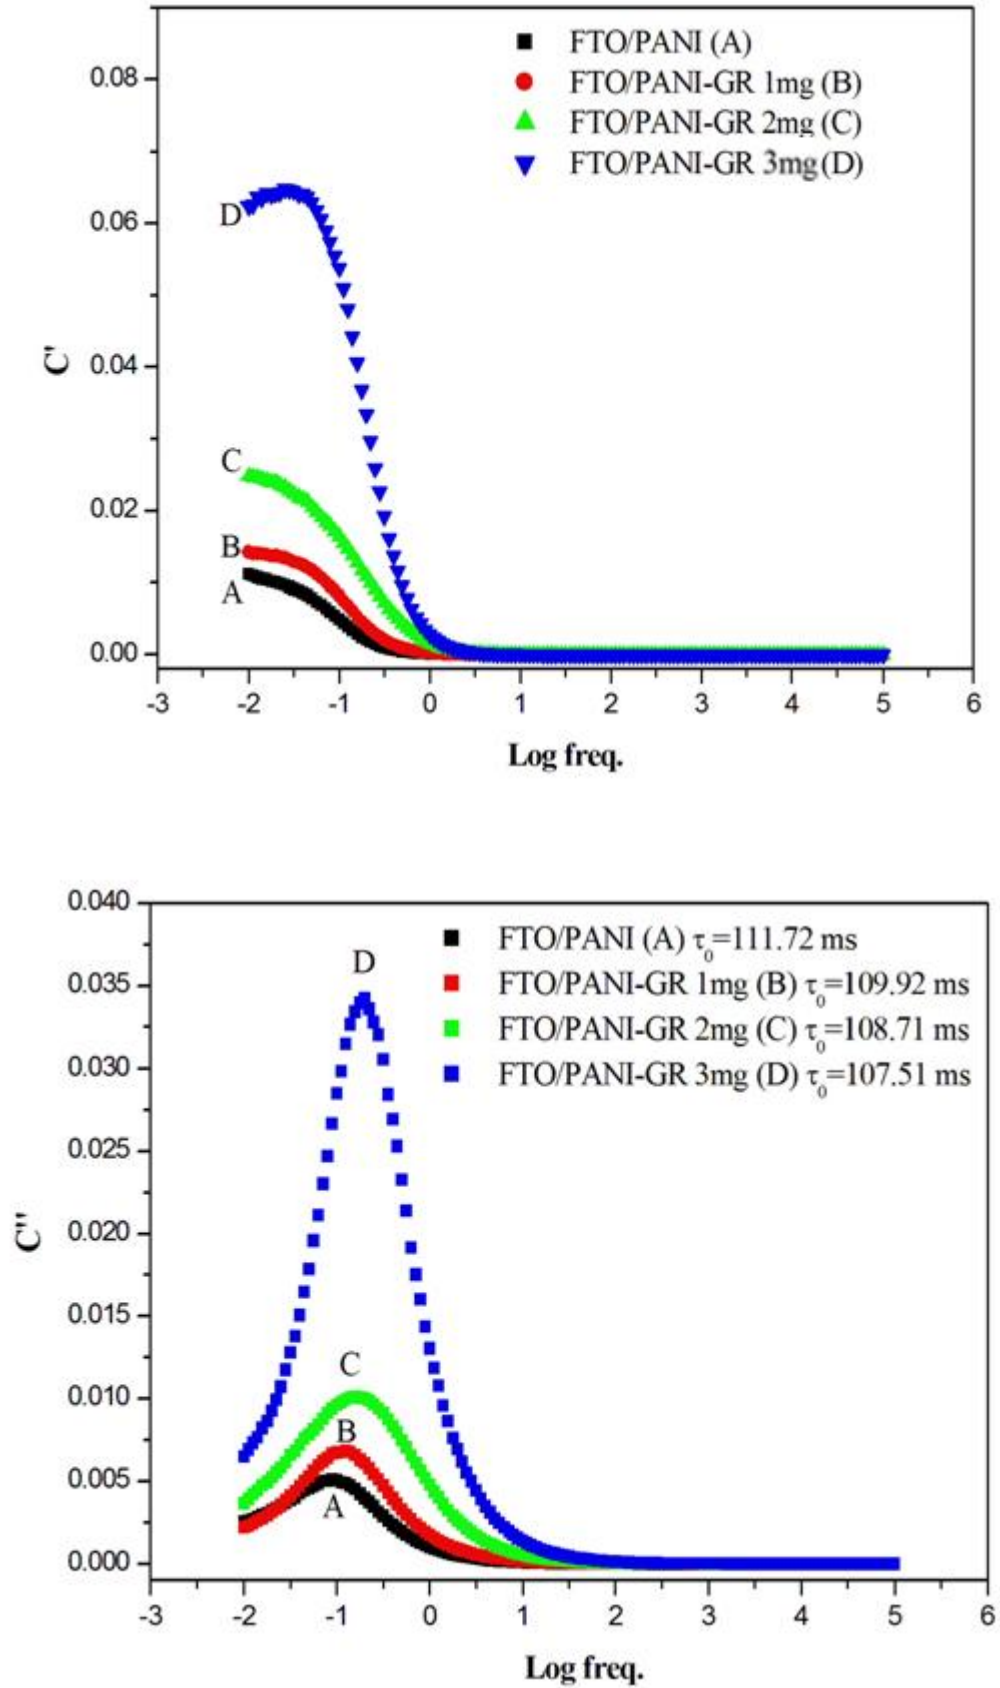 FTO/PANI (A)
FTO/PANI-GR 1mg (B)
FTO/PANI-GR 2mg (C)
FTO/PANI-GR 3mg (D)
0.08
0.06
0.04
0.02
0.00
C'
D
C
B
A
-3 -2 -1 0 1 2 3 4 5 6
Log freq.
FTO/PANI (A) τ₀=111.72 ms
FTO/PANI-GR 1mg (B) τ₀=109.92 ms
FTO/PANI-GR 2mg (C) τ₀=108.71 ms
FTO/PANI-GR 3mg (D) τ₀=107.51 ms
0.040
0.035
0.030
0.025
0.020
0.015
0.010
0.005
0.000
C''
D
C
B
A
-3 -2 -1 0 1 2 3 4 5 6
Log freq.